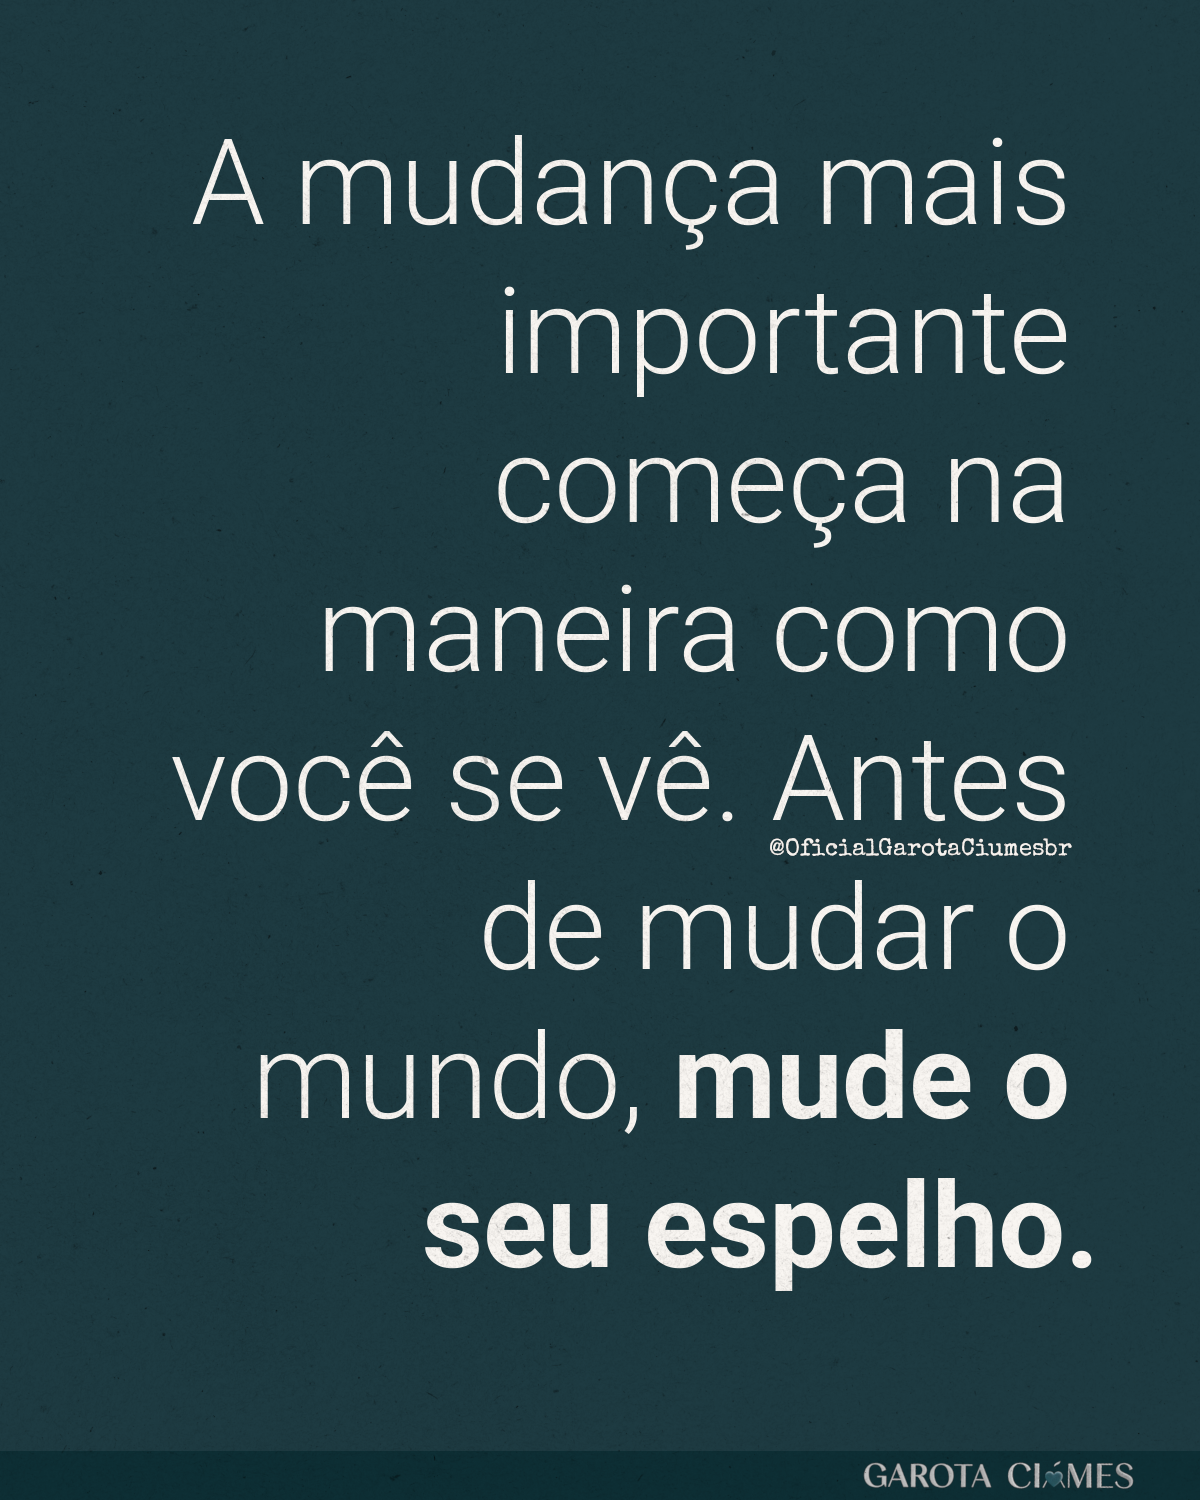 A mudança mais
importante
começa na
maneira como
você se vê. Antes
@OficialGarotaCiumesbr
de mudar o
mundo, mude o
seu espelho.
GAROTA CIÚMES